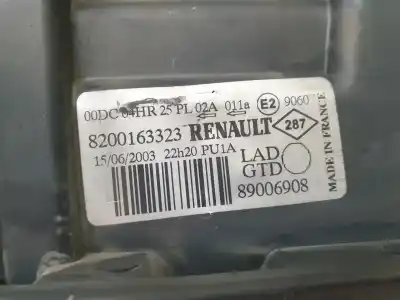 00DC 04HR 25 PL 02A 011a E2 9060
8200163323 RENAULT 287
15/06/2003 22h20 PU1A LAD
GTD
89006908
MADE IN FRANCE